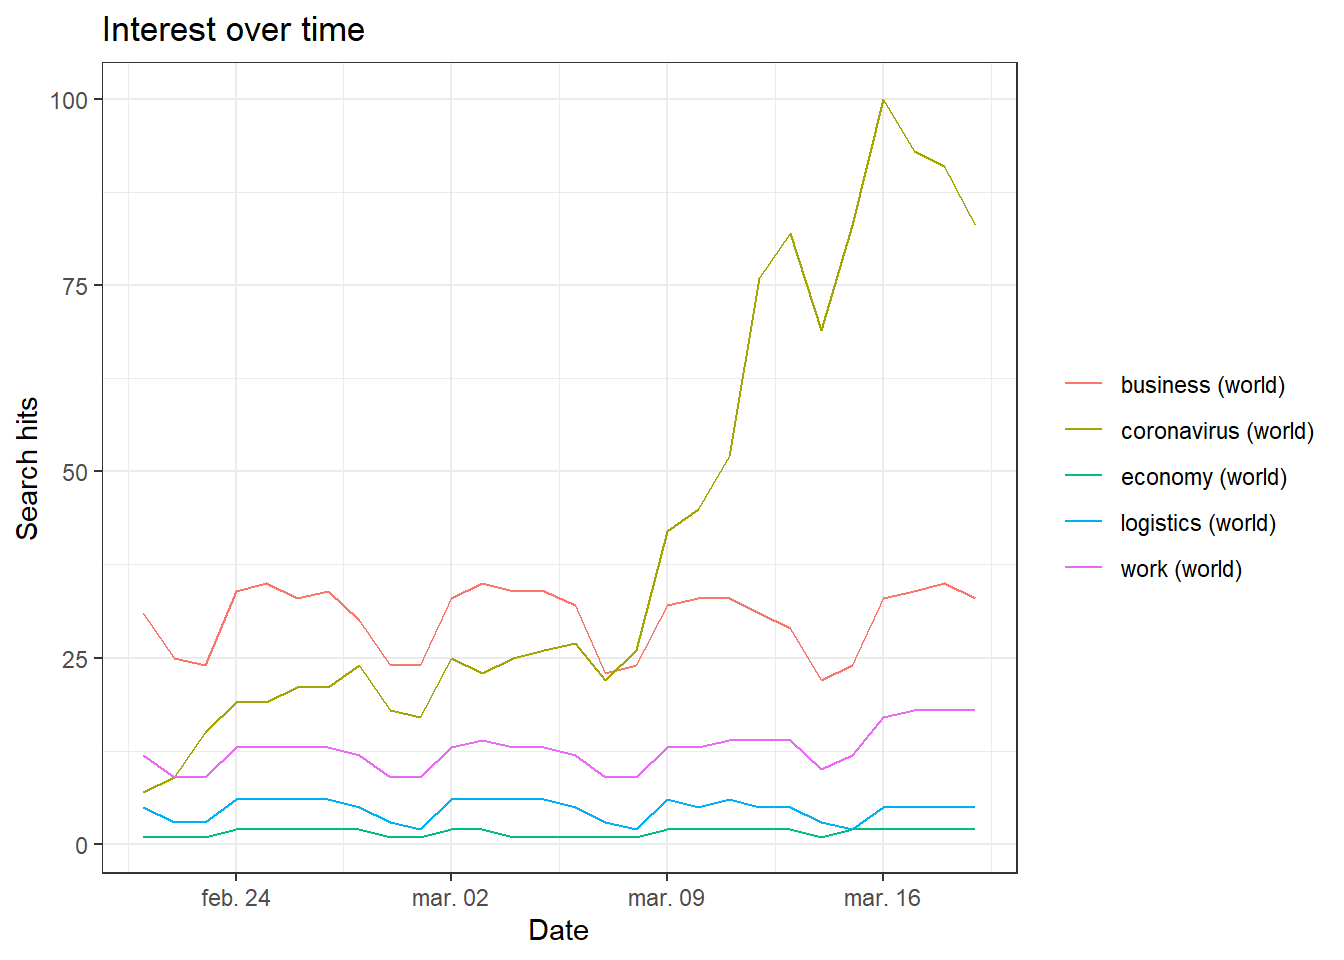 Interest over time
100
75
50
25
0
Search hits
feb. 24
mar. 02
mar. 09
mar. 16
Date
business (world)
coronavirus (world)
economy (world)
logistics (world)
work (world)